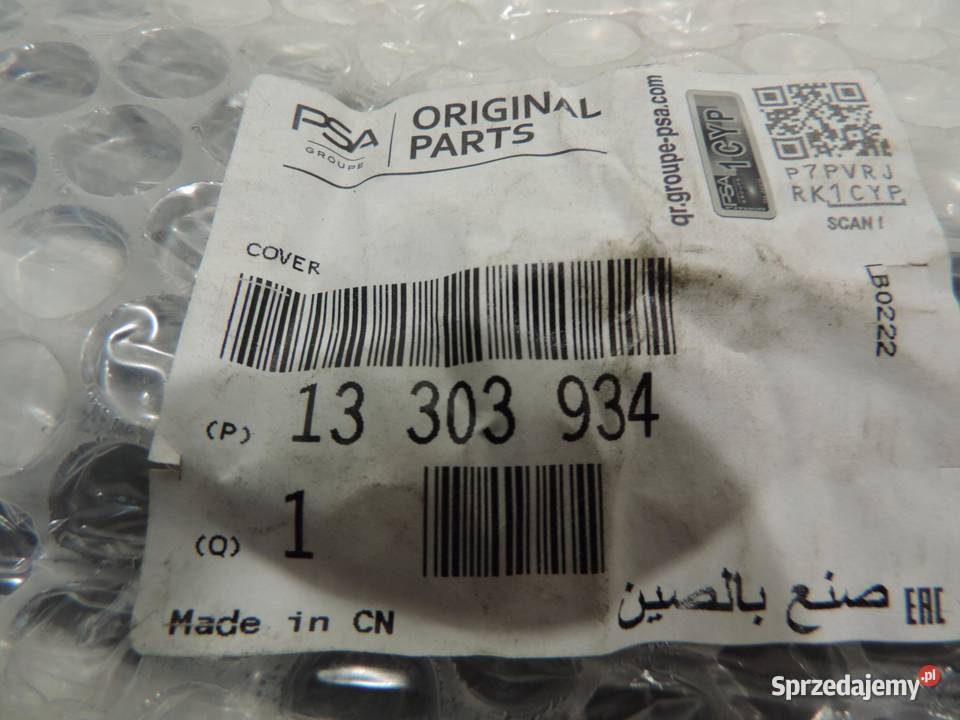 PSA
GROUPE
ORIGINAL
PARTS
qr.groupe-psa.com
PSA
1CYP
P7PVRJ
RK1CYP
SCAN !
COVER
LB0222
(P) 13 303 934
(Q) 1
Made in CN
صنع بالصين
EAC
Sprzedajemy.pl